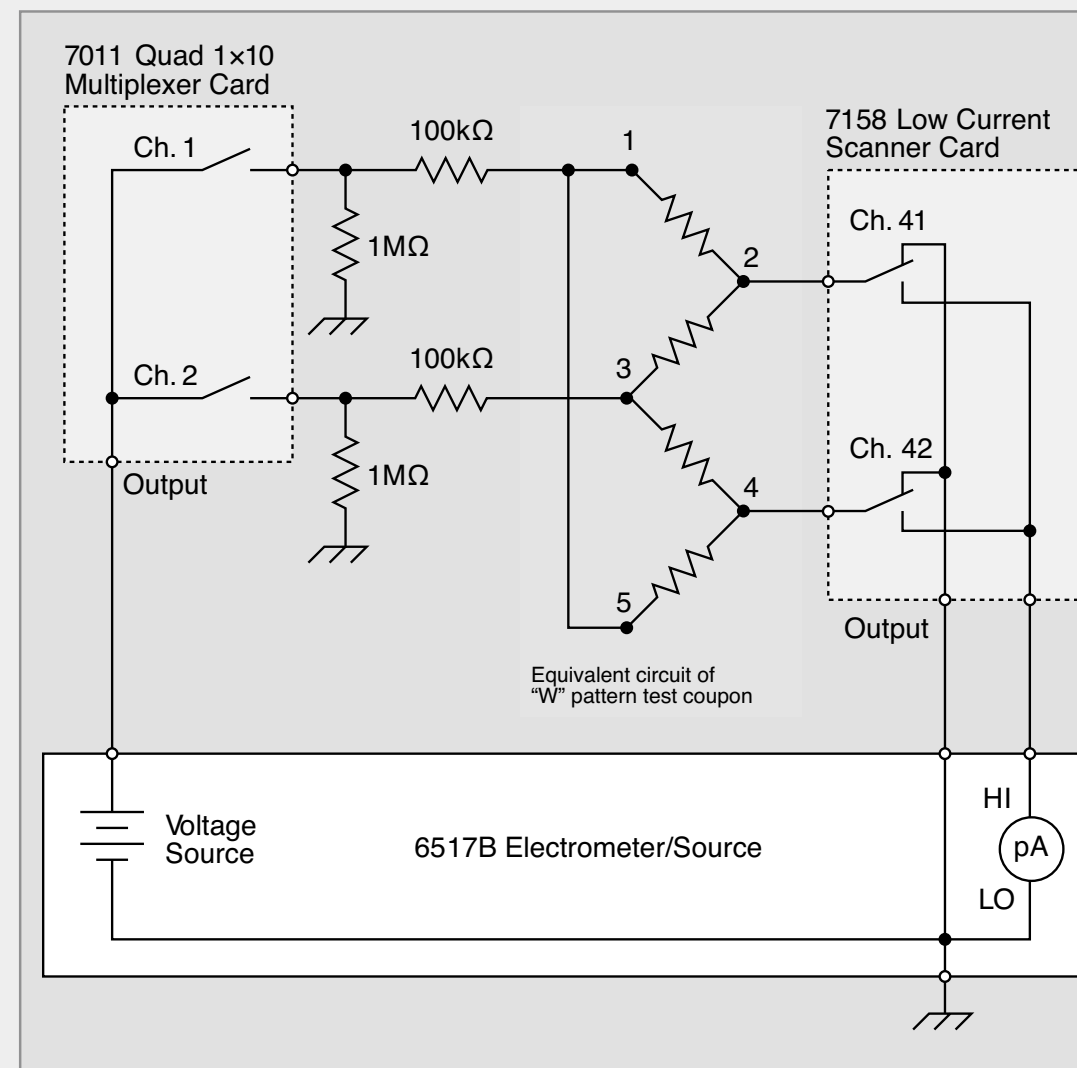 7011 Quad 1×10
Multiplexer Card
Ch. 1
100kΩ
1
7158 Low Current
Scanner Card
1MΩ
Ch. 41
2
Ch. 2
100kΩ
3
Ch. 42
Output
1MΩ
4
5
Output
Equivalent circuit of
“W” pattern test coupon
HI
Voltage
Source
6517B Electrometer/Source
pA
LO